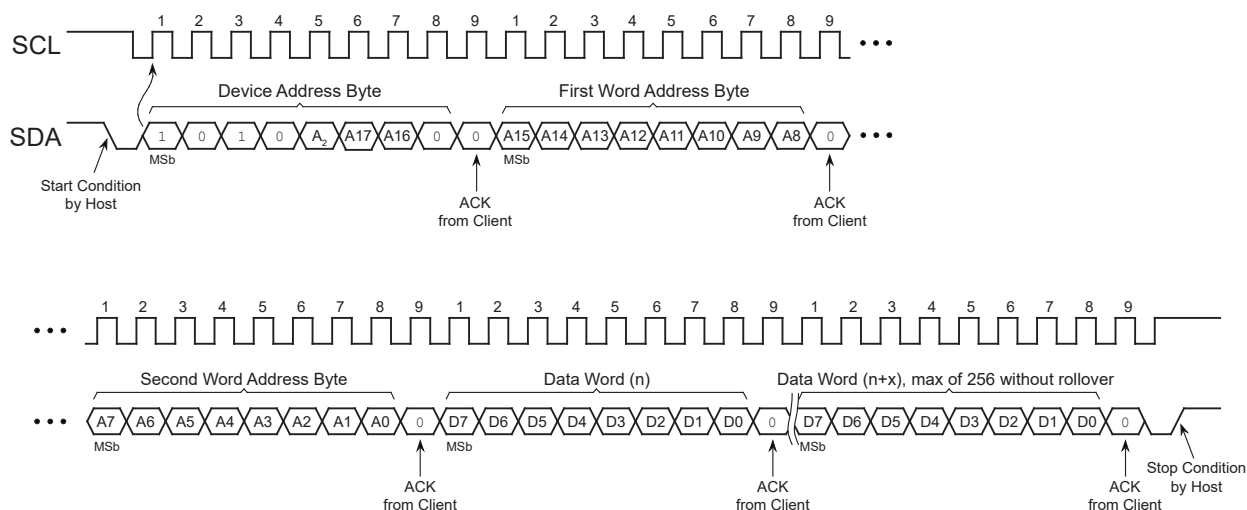 1 2 3 4 5 6 7 8 9 1 2 3 4 5 6 7 8 9
SCL
Device Address Byte First Word Address Byte
SDA 1 0 1 0 A2 A17 A16 0 0 A15 A14 A13 A12 A11 A10 A9 A8 0
MSb MSb
Start Condition
by Host
ACK
from Client
ACK
from Client
1 2 3 4 5 6 7 8 9 1 2 3 4 5 6 7 8 9 1 2 3 4 5 6 7 8 9
Second Word Address Byte Data Word (n) Data Word (n+x), max of 256 without rollover
A7 A6 A5 A4 A3 A2 A1 A0 0 D7 D6 D5 D4 D3 D2 D1 D0 0 D7 D6 D5 D4 D3 D2 D1 D0 0
MSb MSb MSb
ACK
from Client
ACK
from Client
ACK
from Client
Stop Condition
by Host